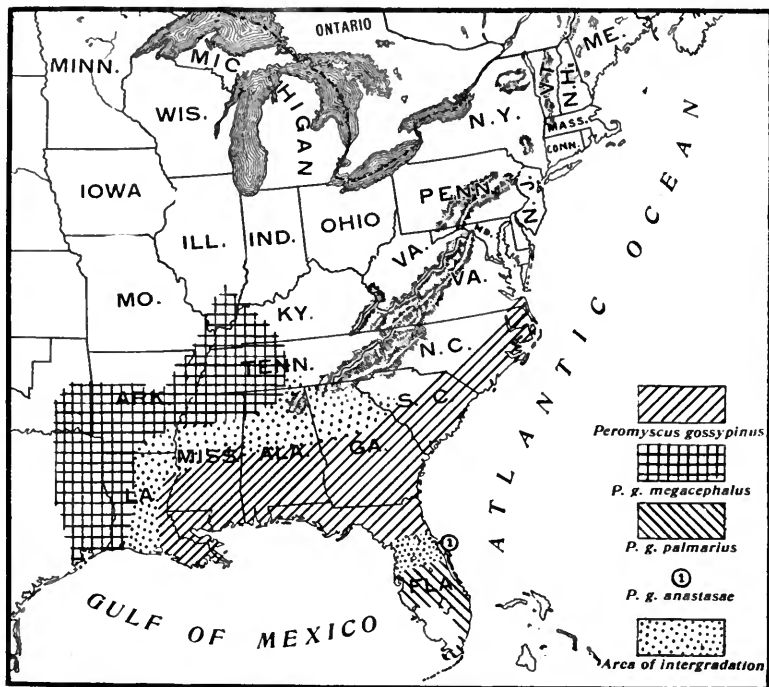 ONTARIO
ME.
MINN.
MIC
HIGAN
VT.
N.H.
WIS.
N.Y.
MASS.
CONN.
IOWA
PENN.
N.J.
ILL.
IND.
OHIO
MD.
VA.
VA.
MO.
KY.
TENN.
N.C.
ARK
S.C.
MISS
ALA.
GA.
LA.
FLA.
ATLANTIC OCEAN
GULF OF MEXICO
Peromyscus gossypinus
P. g. megacephalus
P. g. palmarius
1
1
P. g. anastasae
Area of intergradation